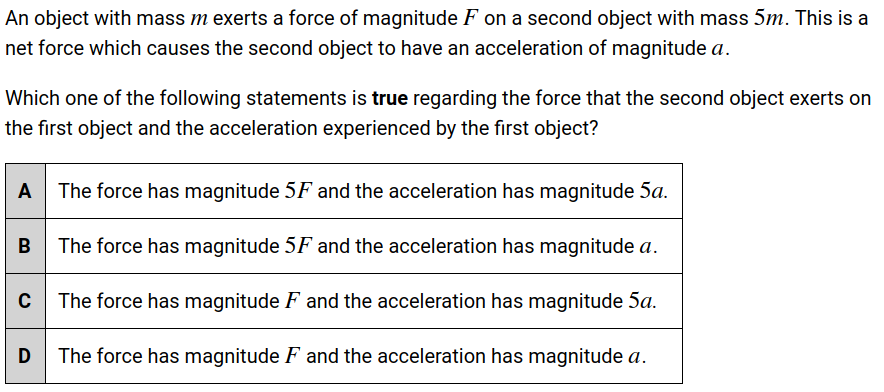 An object with mass m exerts a force of magnitude F on a second object with mass 5m. This is a
net force which causes the second object to have an acceleration of magnitude a.
Which one of the following statements is true regarding the force that the second object exerts on
the first object and the acceleration experienced by the first object?
A The force has magnitude 5F and the acceleration has magnitude 5a.
B The force has magnitude 5F and the acceleration has magnitude a.
C The force has magnitude F and the acceleration has magnitude 5a.
D The force has magnitude F and the acceleration has magnitude a.